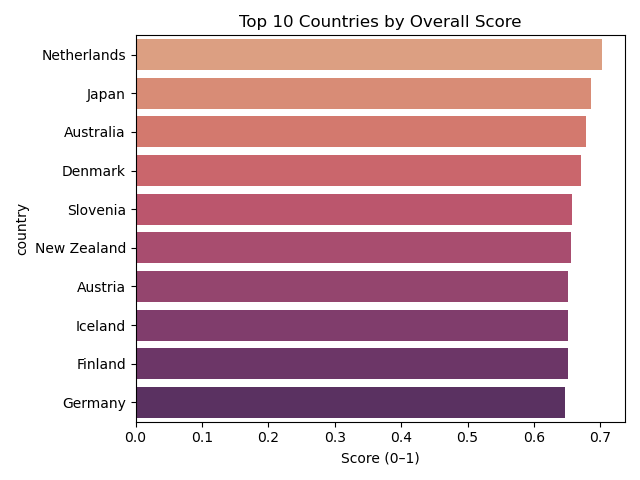 Top 10 Countries by Overall Score
country
Netherlands
Japan
Australia
Denmark
Slovenia
New Zealand
Austria
Iceland
Finland
Germany
0.0 0.1 0.2 0.3 0.4 0.5 0.6 0.7
Score (0–1)